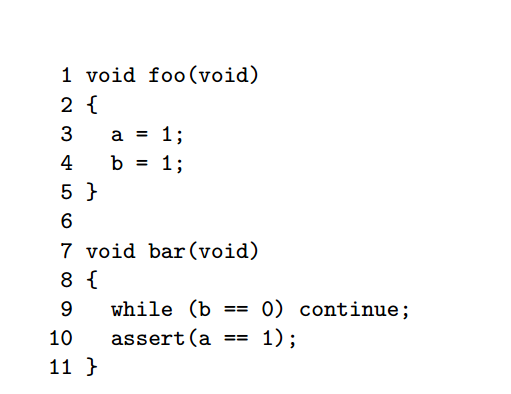 1 void foo(void)
2 {
3   a = 1;
4   b = 1;
5 }
6
7 void bar(void)
8 {
9   while (b == 0) continue;
10   assert(a == 1);
11 }